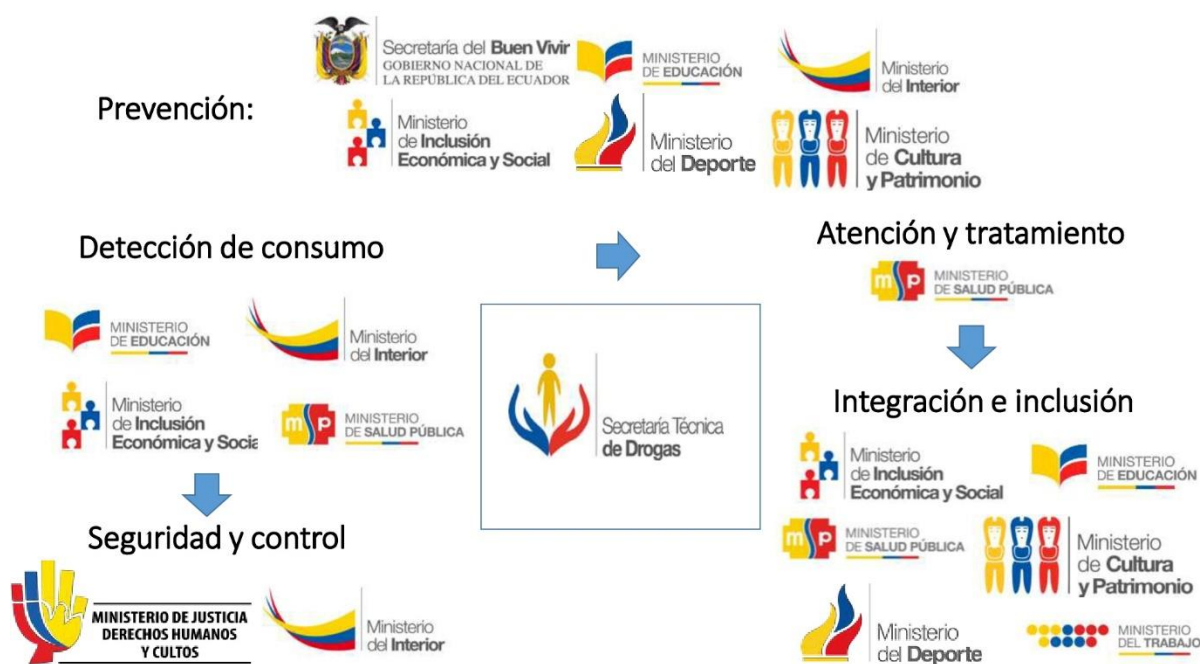 Prevención:
Secretaría del Buen Vivir
GOBIERNO NACIONAL DE
LA REPÚBLICA DEL ECUADOR
MINISTERIO
DE EDUCACIÓN
Ministerio
del Interior
Ministerio
de Inclusión
Económica y Social
Ministerio
del Deporte
Ministerio
de Cultura
y Patrimonio
Detección de consumo
MINISTERIO
DE EDUCACIÓN
Ministerio
del Interior
Ministerio
de Inclusión
Económica y Socia
msp
MINISTERIO
DE SALUD PÚBLICA
Seguridad y control
MINISTERIO DE JUSTICIA
DERECHOS HUMANOS
Y CULTOS
Ministerio
del Interior
Secretaría Técnica
de Drogas
Atención y tratamiento
msp
MINISTERIO
DE SALUD PÚBLICA
Integración e inclusión
Ministerio
de Inclusión
Económica y Social
MINISTERIO
DE EDUCACIÓN
msp
MINISTERIO
DE SALUD PÚBLICA
Ministerio
de Cultura
y Patrimonio
Ministerio
del Deporte
MINISTERIO
DEL TRABAJO